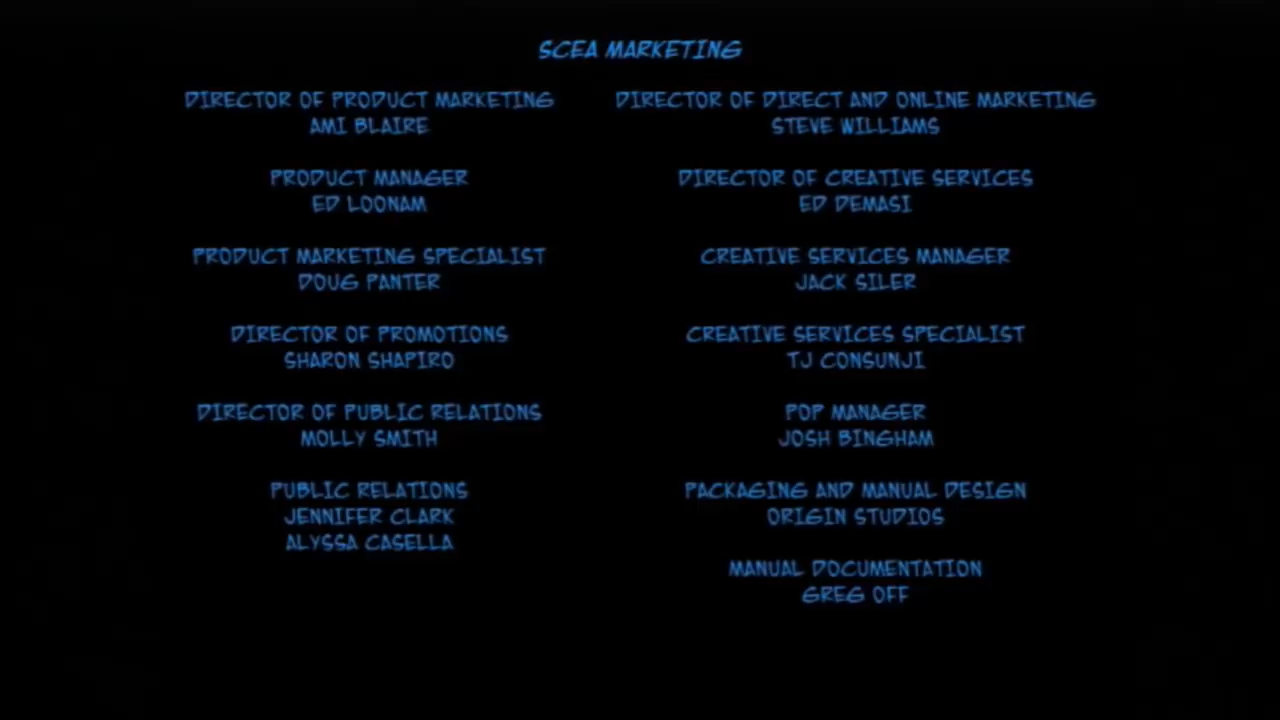 SCEA MARKETING
DIRECTOR OF PRODUCT MARKETING
AMI BLAIRE
PRODUCT MANAGER
ED LOONAM
PRODUCT MARKETING SPECIALIST
DOUG PANTER
DIRECTOR OF PROMOTIONS
SHARON SHAPIRO
DIRECTOR OF PUBLIC RELATIONS
MOLLY SMITH
PUBLIC RELATIONS
JENNIFER CLARK
ALYSSA CASELLA
DIRECTOR OF DIRECT AND ONLINE MARKETING
STEVE WILLIAMS
DIRECTOR OF CREATIVE SERVICES
ED DEMASI
CREATIVE SERVICES MANAGER
JACK SILER
CREATIVE SERVICES SPECIALIST
TJ CONSUNJI
POP MANAGER
JOSH BINGHAM
PACKAGING AND MANUAL DESIGN
ORIGIN STUDIOS
MANUAL DOCUMENTATION
GREG OFF